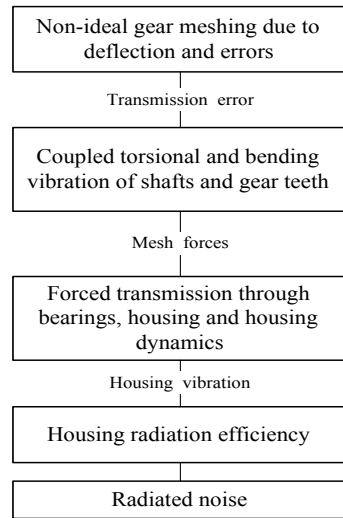 Non-ideal gear meshing due to
deflection and errors
Transmission error
Coupled torsional and bending
vibration of shafts and gear teeth
Mesh forces
Forced transmission through
bearings, housing and housing
dynamics
Housing vibration
Housing radiation efficiency
Radiated noise